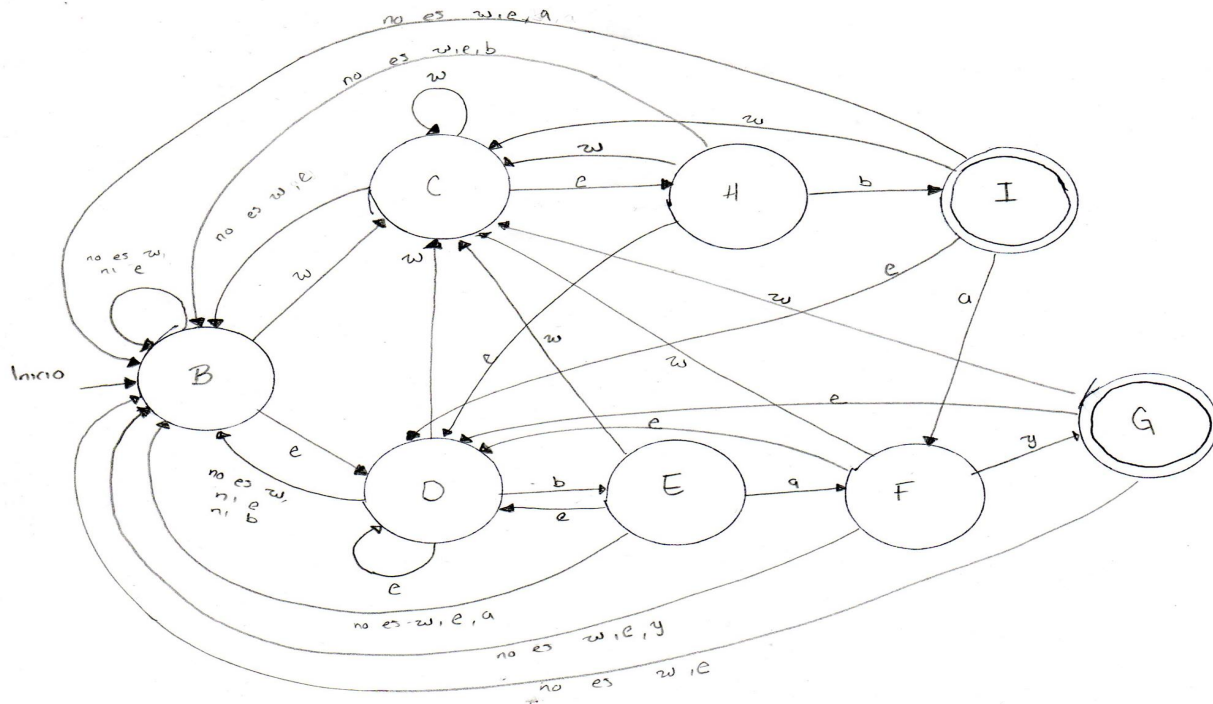 no es w,e,a
no es w,e,b
w
w
w
C
e
H
b
I
no es w,e
no es w,
ni e
w
w
e
a
w
e
w
w
Inicio
B
e
e
e
y
G
no es w,
ni e
ni b
D
b
e
E
a
F
e
no es w,e,a
no es w,e,y
no es w,e